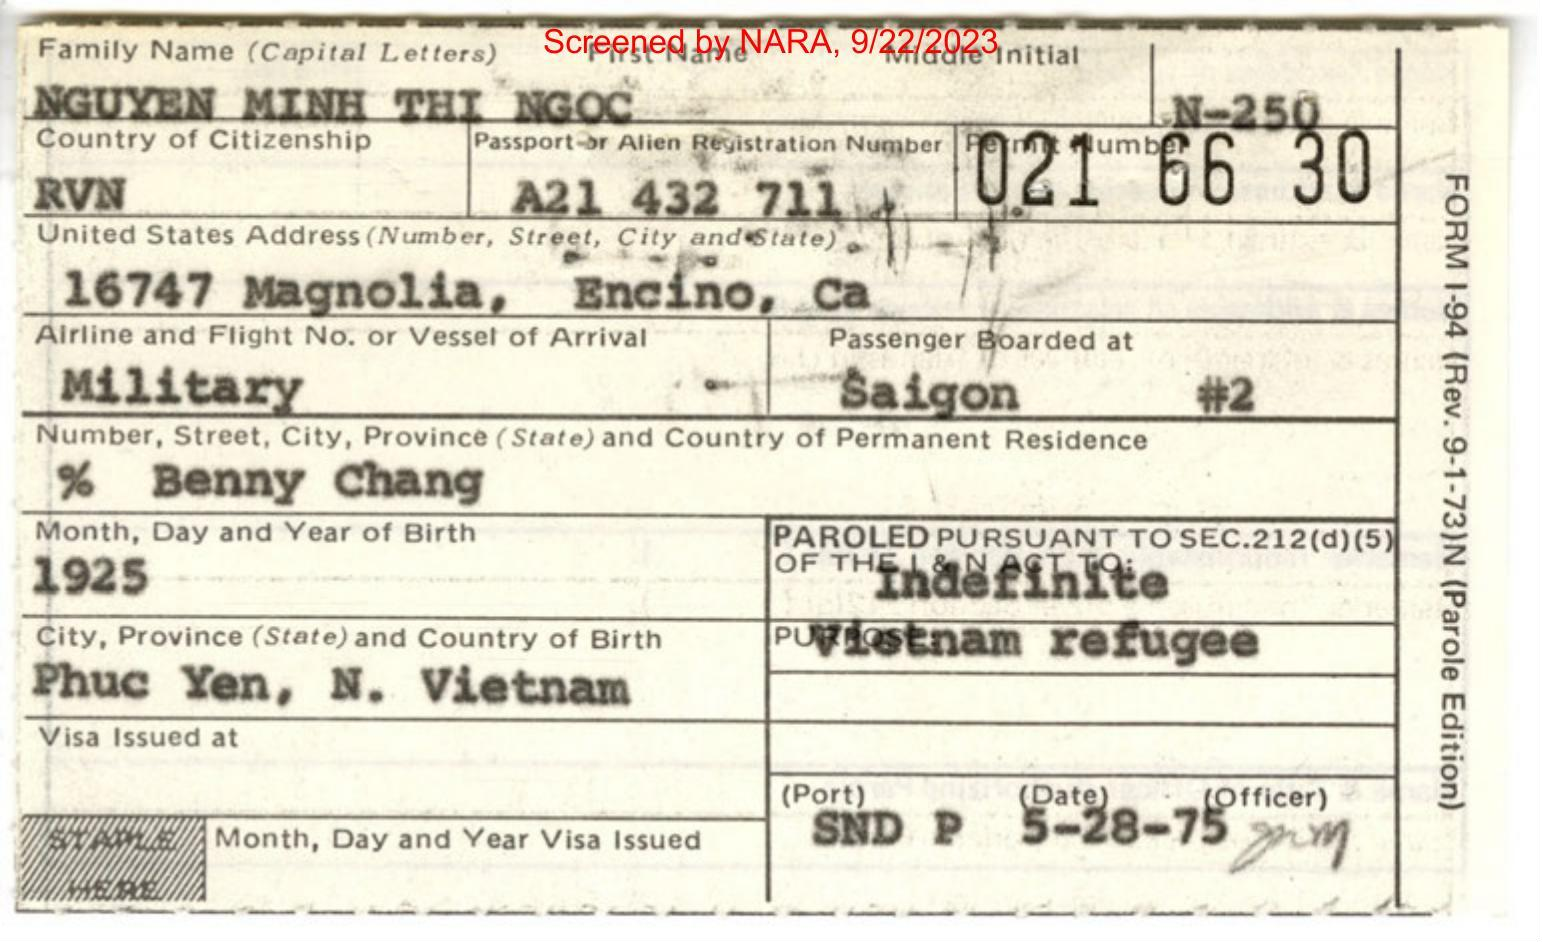 Screened by NARA, 9/22/2023
Family Name (Capital Letters) First Name Middle Initial
NGUYEN MINH THI NGOC N-250
Country of Citizenship Passport or Alien Registration Number Permit Number
RVN A21 432 711 021 66 30
United States Address (Number, Street, City and State)
16747 Magnolia, Encino, Ca
Airline and Flight No. or Vessel of Arrival Passenger Boarded at
Military Saigon #2
Number, Street, City, Province (State) and Country of Permanent Residence
% Benny Chang
Month, Day and Year of Birth
1925
PAROLED PURSUANT TO SEC.212(d)(5)
OF THE I & N ACT TO:
Indefinite
City, Province (State) and Country of Birth
Phuc Yen, N. Vietnam
PURPOSE:
Vietnam refugee
Visa Issued at
(Port) (Date) (Officer)
SND P 5-28-75
STAPLE
HERE
Month, Day and Year Visa Issued
FORM I-94 (Rev. 9-1-73)N (Parole Edition)